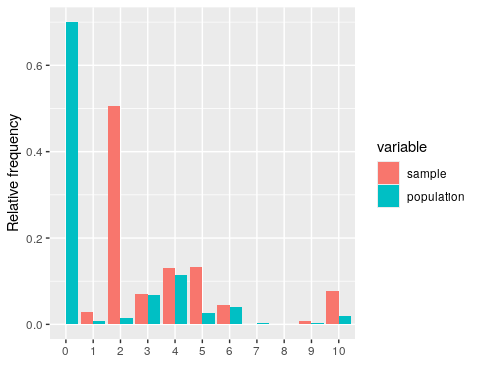 Relative frequency
0.6
0.4
0.2
0.0
0 1 2 3 4 5 6 7 8 9 10
variable
sample
population